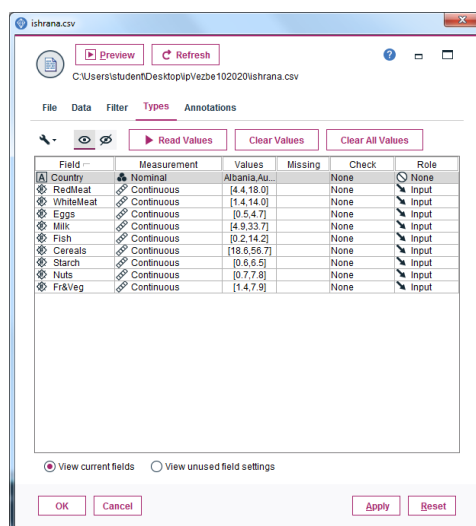 ishrana.csv
Preview Refresh
C:\Users\student\Desktop\ipVezbe102020\ishrana.csv
File Data Filter Types Annotations
Read Values Clear Values Clear All Values
Field Measurement Values Missing Check Role
A Country Nominal Albania,Au... None None
RedMeat Continuous [4.4,18.0] None Input
WhiteMeat Continuous [1.4,14.0] None Input
Eggs Continuous [0.5,4.7] None Input
Milk Continuous [4.9,33.7] None Input
Fish Continuous [0.2,14.2] None Input
Cereals Continuous [18.6,56.7] None Input
Starch Continuous [0.6,6.5] None Input
Nuts Continuous [0.7,7.8] None Input
Fr&Veg Continuous [1.4,7.9] None Input
View current fields View unused field settings
OK Cancel Apply Reset